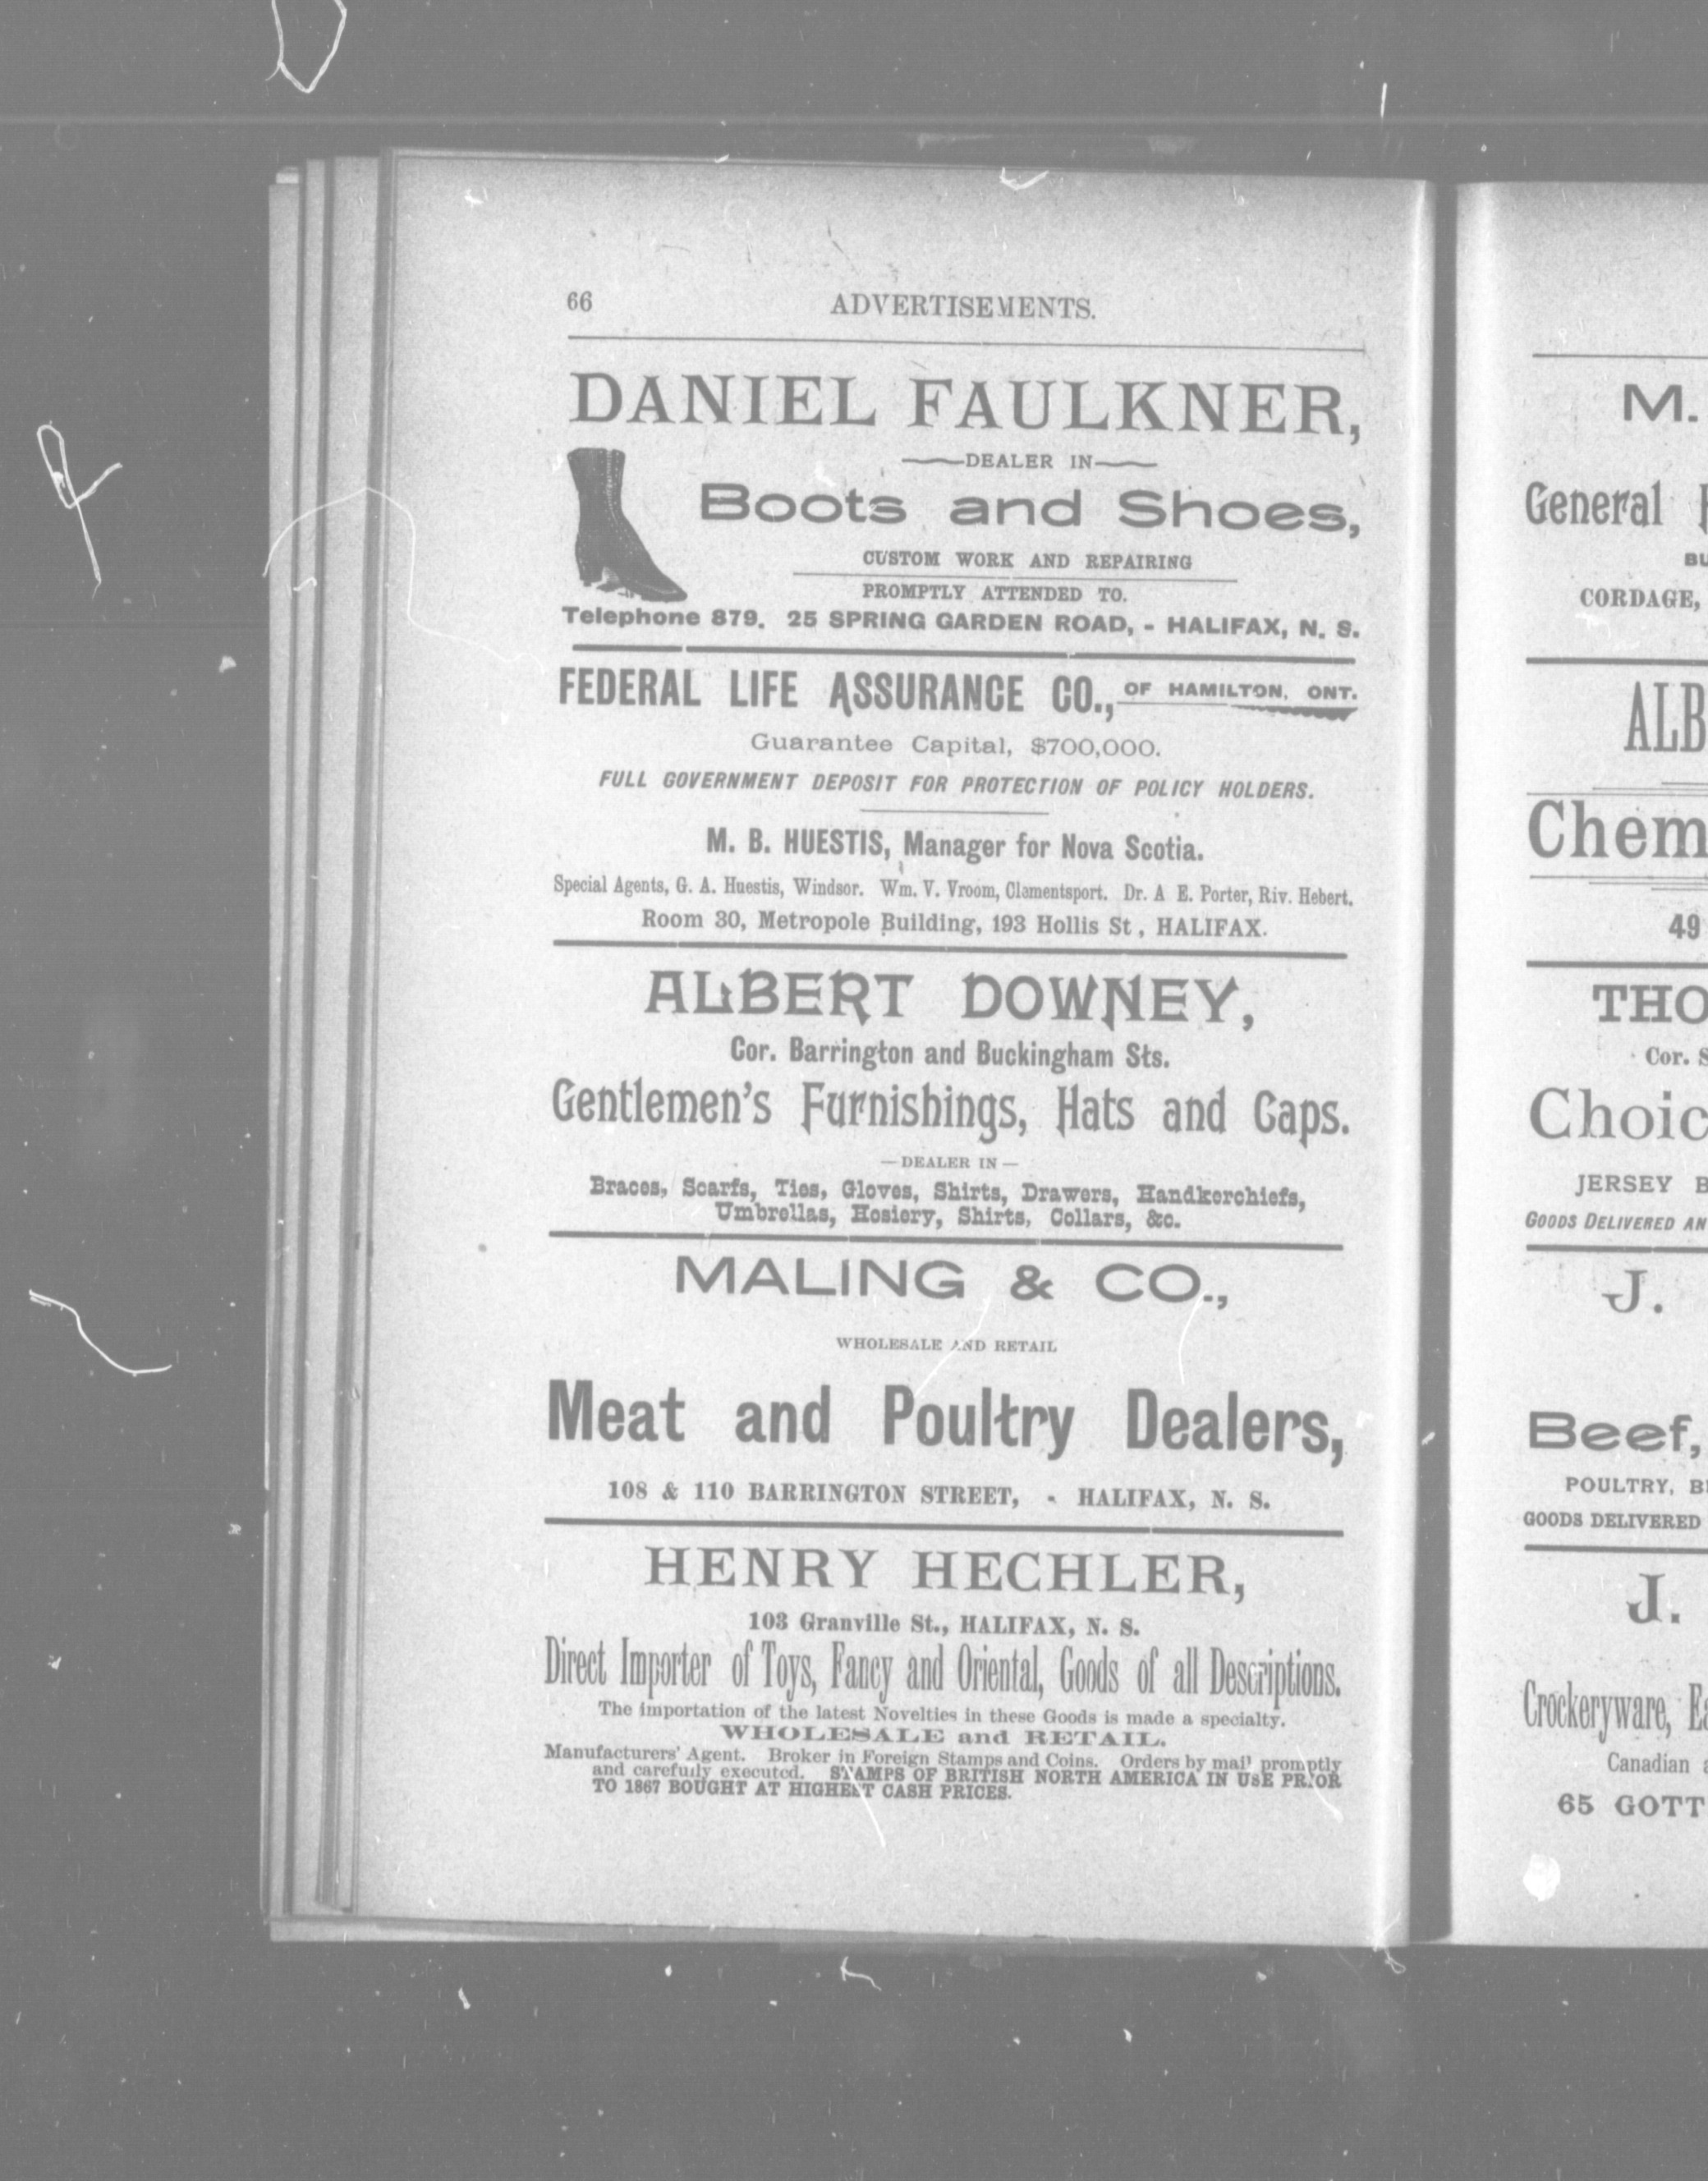 66 ADVERTISEMENTS.
DANIEL FAULKNER,
DEALER IN
Boots and Shoes,
CUSTOM WORK AND REPAIRING
PROMPTLY ATTENDED TO.
Telephone 879. 25 SPRING GARDEN ROAD, - HALIFAX, N. S.
FEDERAL LIFE ASSURANCE CO., OF HAMILTON, ONT.
Guarantee Capital, $700,000.
FULL GOVERNMENT DEPOSIT FOR PROTECTION OF POLICY HOLDERS.
M. B. HUESTIS, Manager for Nova Scotia.
Special Agents, G. A. Huestis, Windsor. Wm. V. Vroom, Clamentsport. Dr. A E. Porter, Riv. Hebert.
Room 30, Metropole Building, 193 Hollis St, HALIFAX.
ALBERT DOWNEY,
Cor. Barrington and Buckingham Sts.
Gentlemen's Furnishings, Hats and Caps.
—DEALER IN—
Braces, Scarfs, Ties, Gloves, Shirts, Drawers, Handkerchiefs,
Umbrellas, Hosiery, Shirts, Collars, &c.
MALING & CO.,
WHOLESALE AND RETAIL
Meat and Poultry Dealers,
108 & 110 BARRINGTON STREET, - HALIFAX, N. S.
HENRY HECHLER,
103 Granville St., HALIFAX, N. S.
Direct Importer of Toys, Fancy and Oriental, Goods of all Descriptions.
The importation of the latest Novelties in these Goods is made a specialty.
WHOLESALE and RETAIL.
Manufacturers' Agent. Broker in Foreign Stamps and Coins. Orders by mail promptly
and carefully executed. STAMPS OF BRITISH NORTH AMERICA IN USE PRIOR
TO 1867 BOUGHT AT HIGHEST CASH PRICES.
M.
General
CORDAGE,
ALB
Chem
49
THO
Cor. S
Choic
JERSEY B
GOODS DELIVERED AN
J.
Beef,
POULTRY, B
GOODS DELIVERED
J.
Crockeryware, Ea
Canadian a
65 GOTT